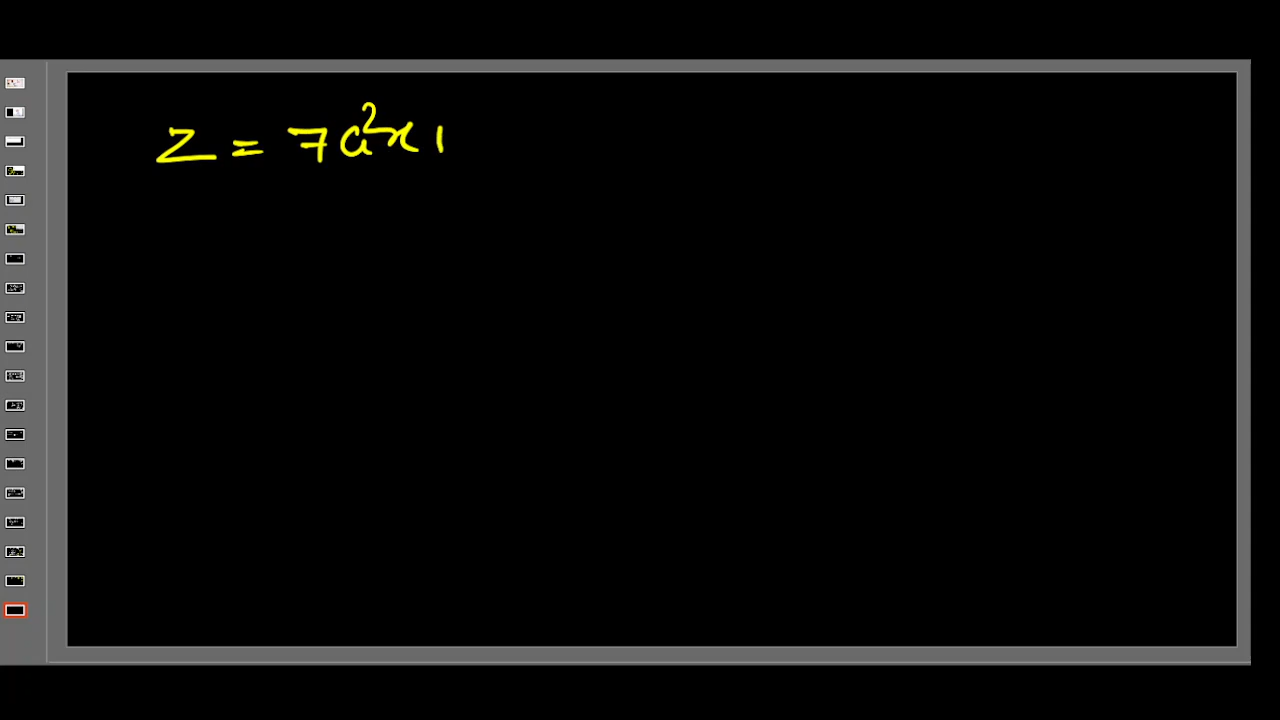 z = 7a²x